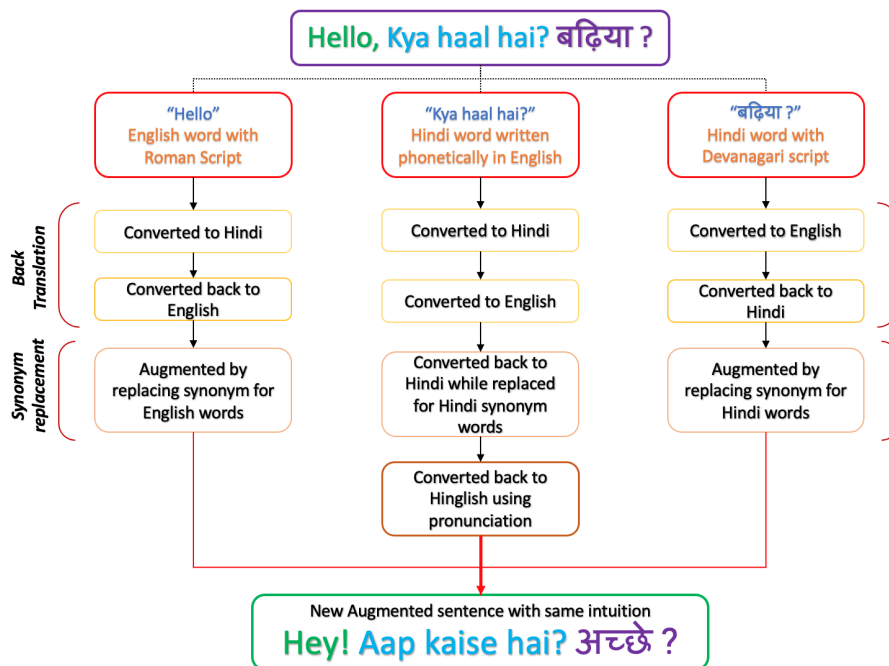 Hello, Kya haal hai? बढ़िया ?
“Hello”
English word with
Roman Script
“Kya haal hai?”
Hindi word written
phonetically in English
“बढ़िया ?”
Hindi word with
Devanagari script
Back
Translation
Converted to Hindi
Converted back to
English
Converted to Hindi
Converted to English
Converted to English
Converted back to
Hindi
Synonym
replacement
Augmented by
replacing synonym for
English words
Converted back to
Hindi while replaced
for Hindi synonym
words
Augmented by
replacing synonym for
Hindi words
Converted back to
Hinglish using
pronunciation
New Augmented sentence with same intuition
Hey! Aap kaise hai? अच्छे ?